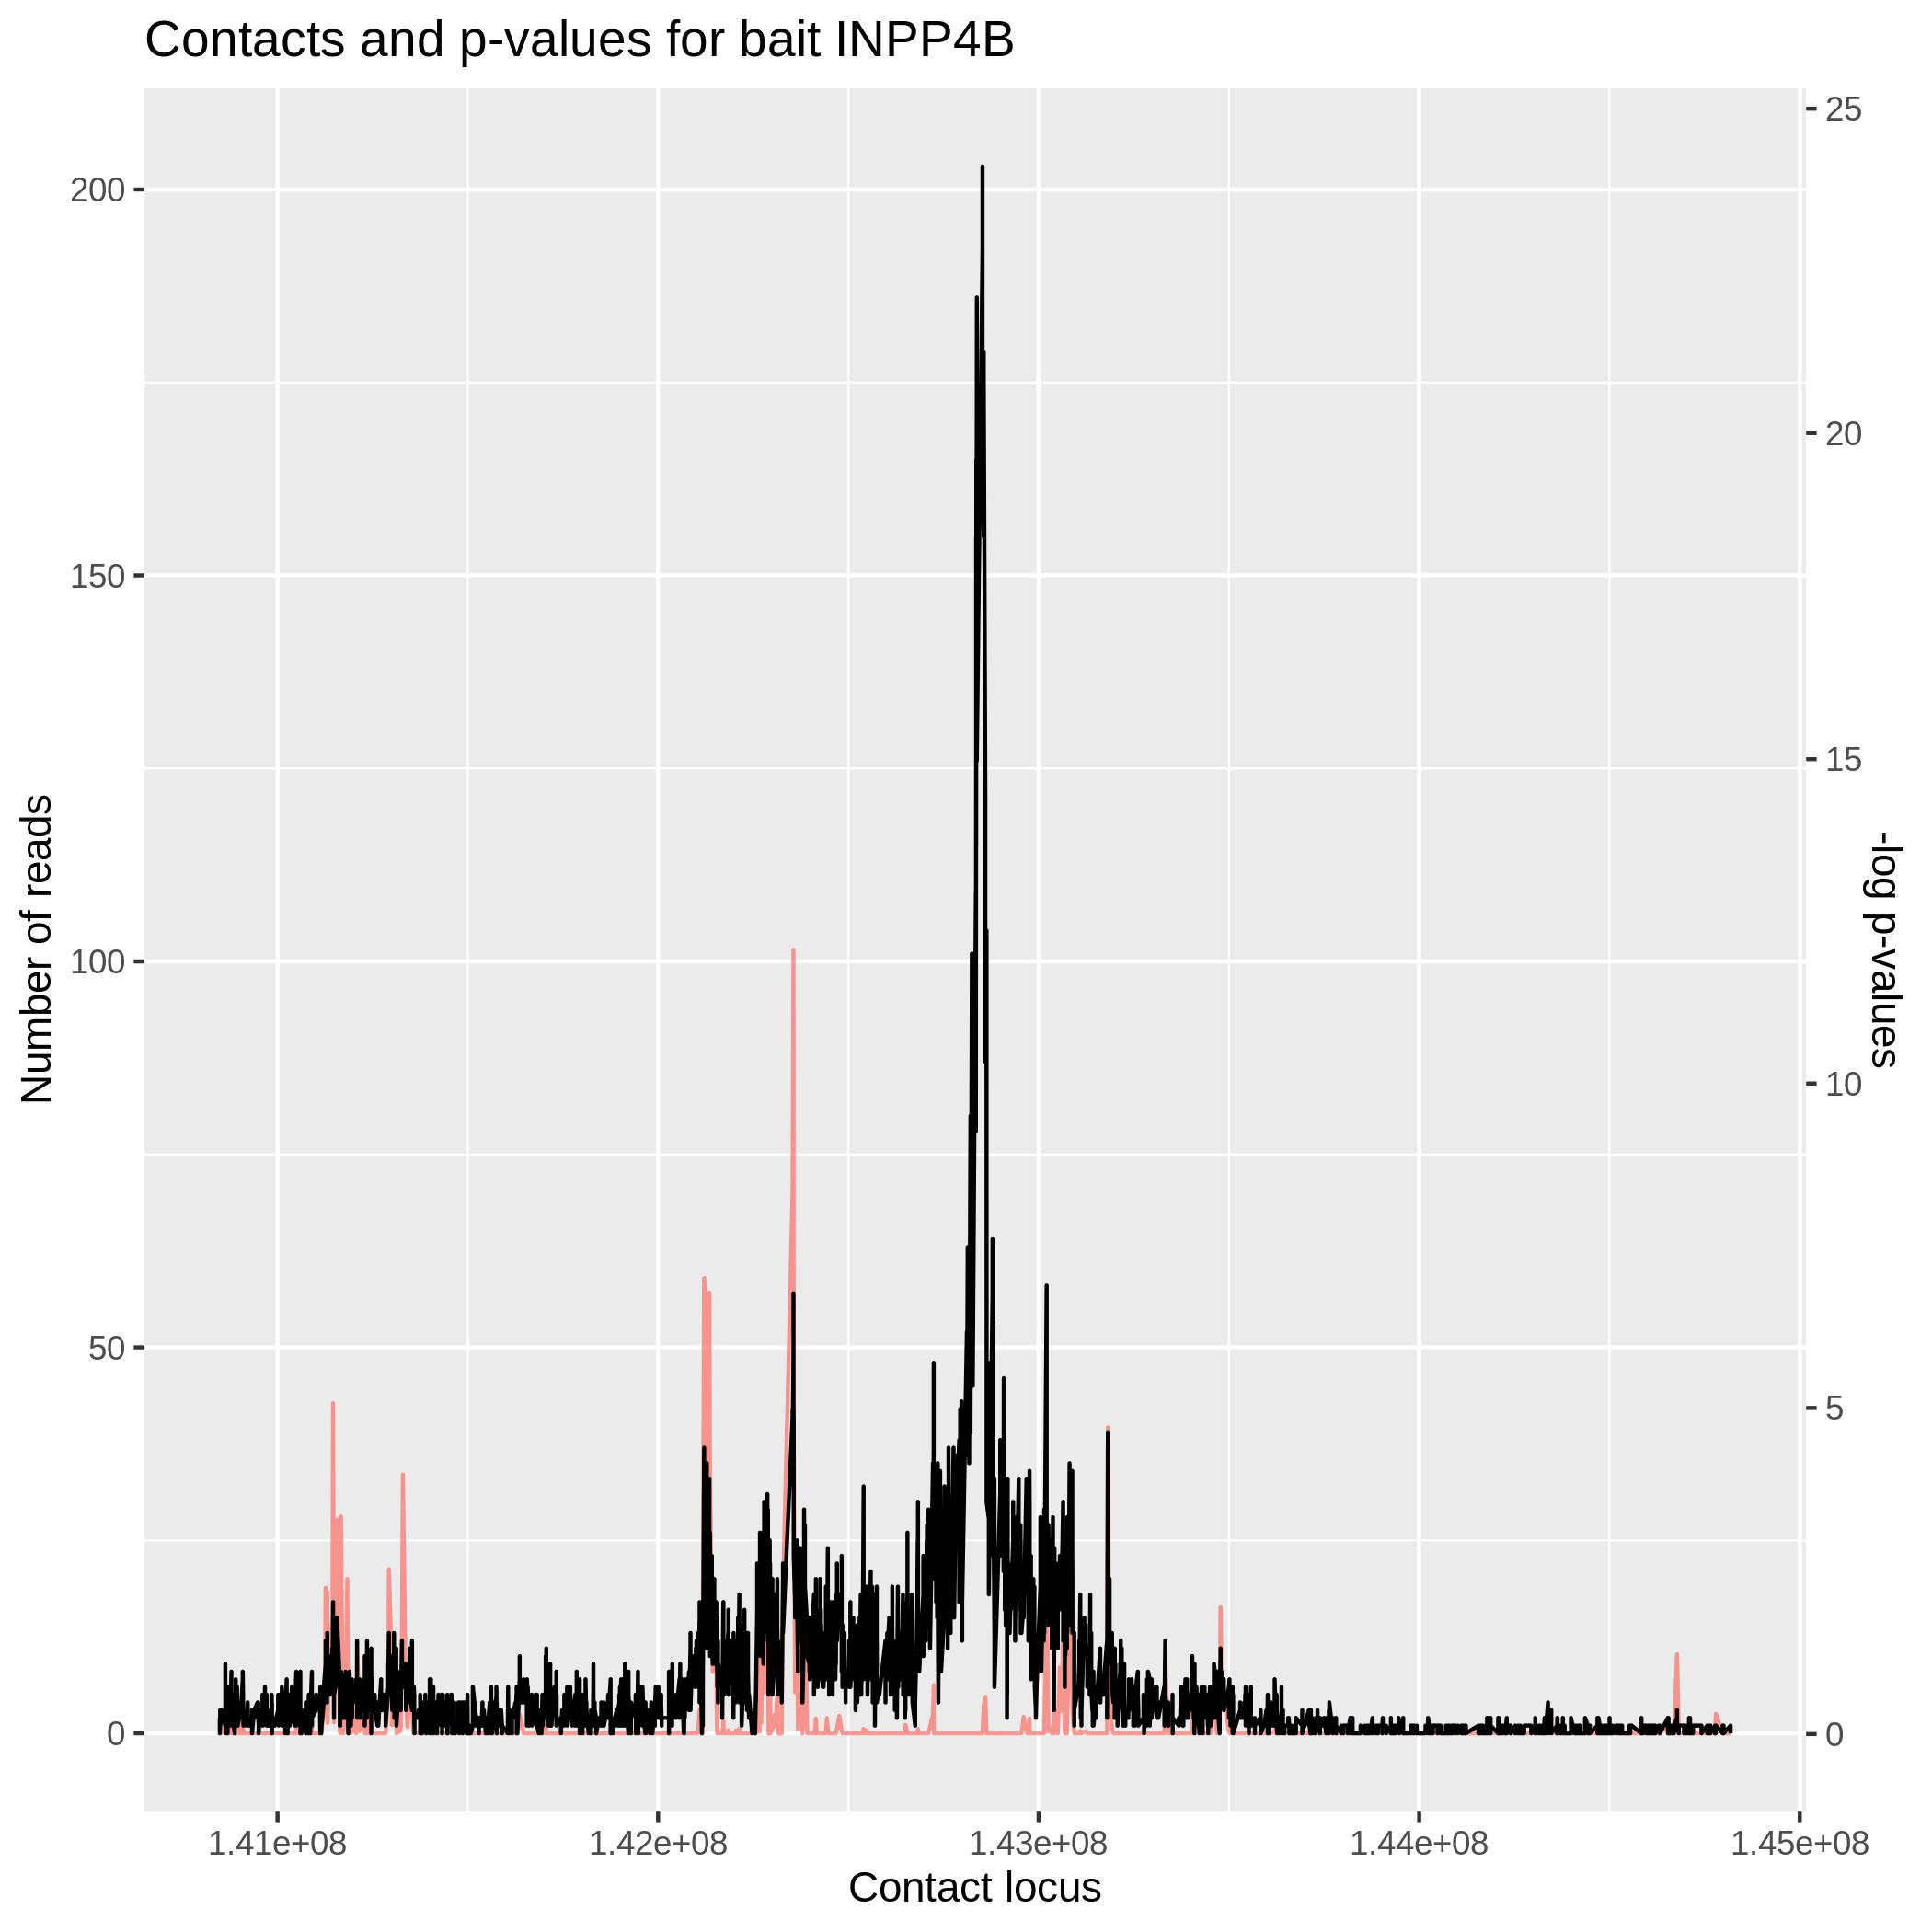 Contacts and p-values for bait INPP4B
25
200
20
150
15
Number of reads
-log p-values
100
10
50
5
0
0
1.41e+08
1.42e+08
1.43e+08
1.44e+08
1.45e+08
Contact locus